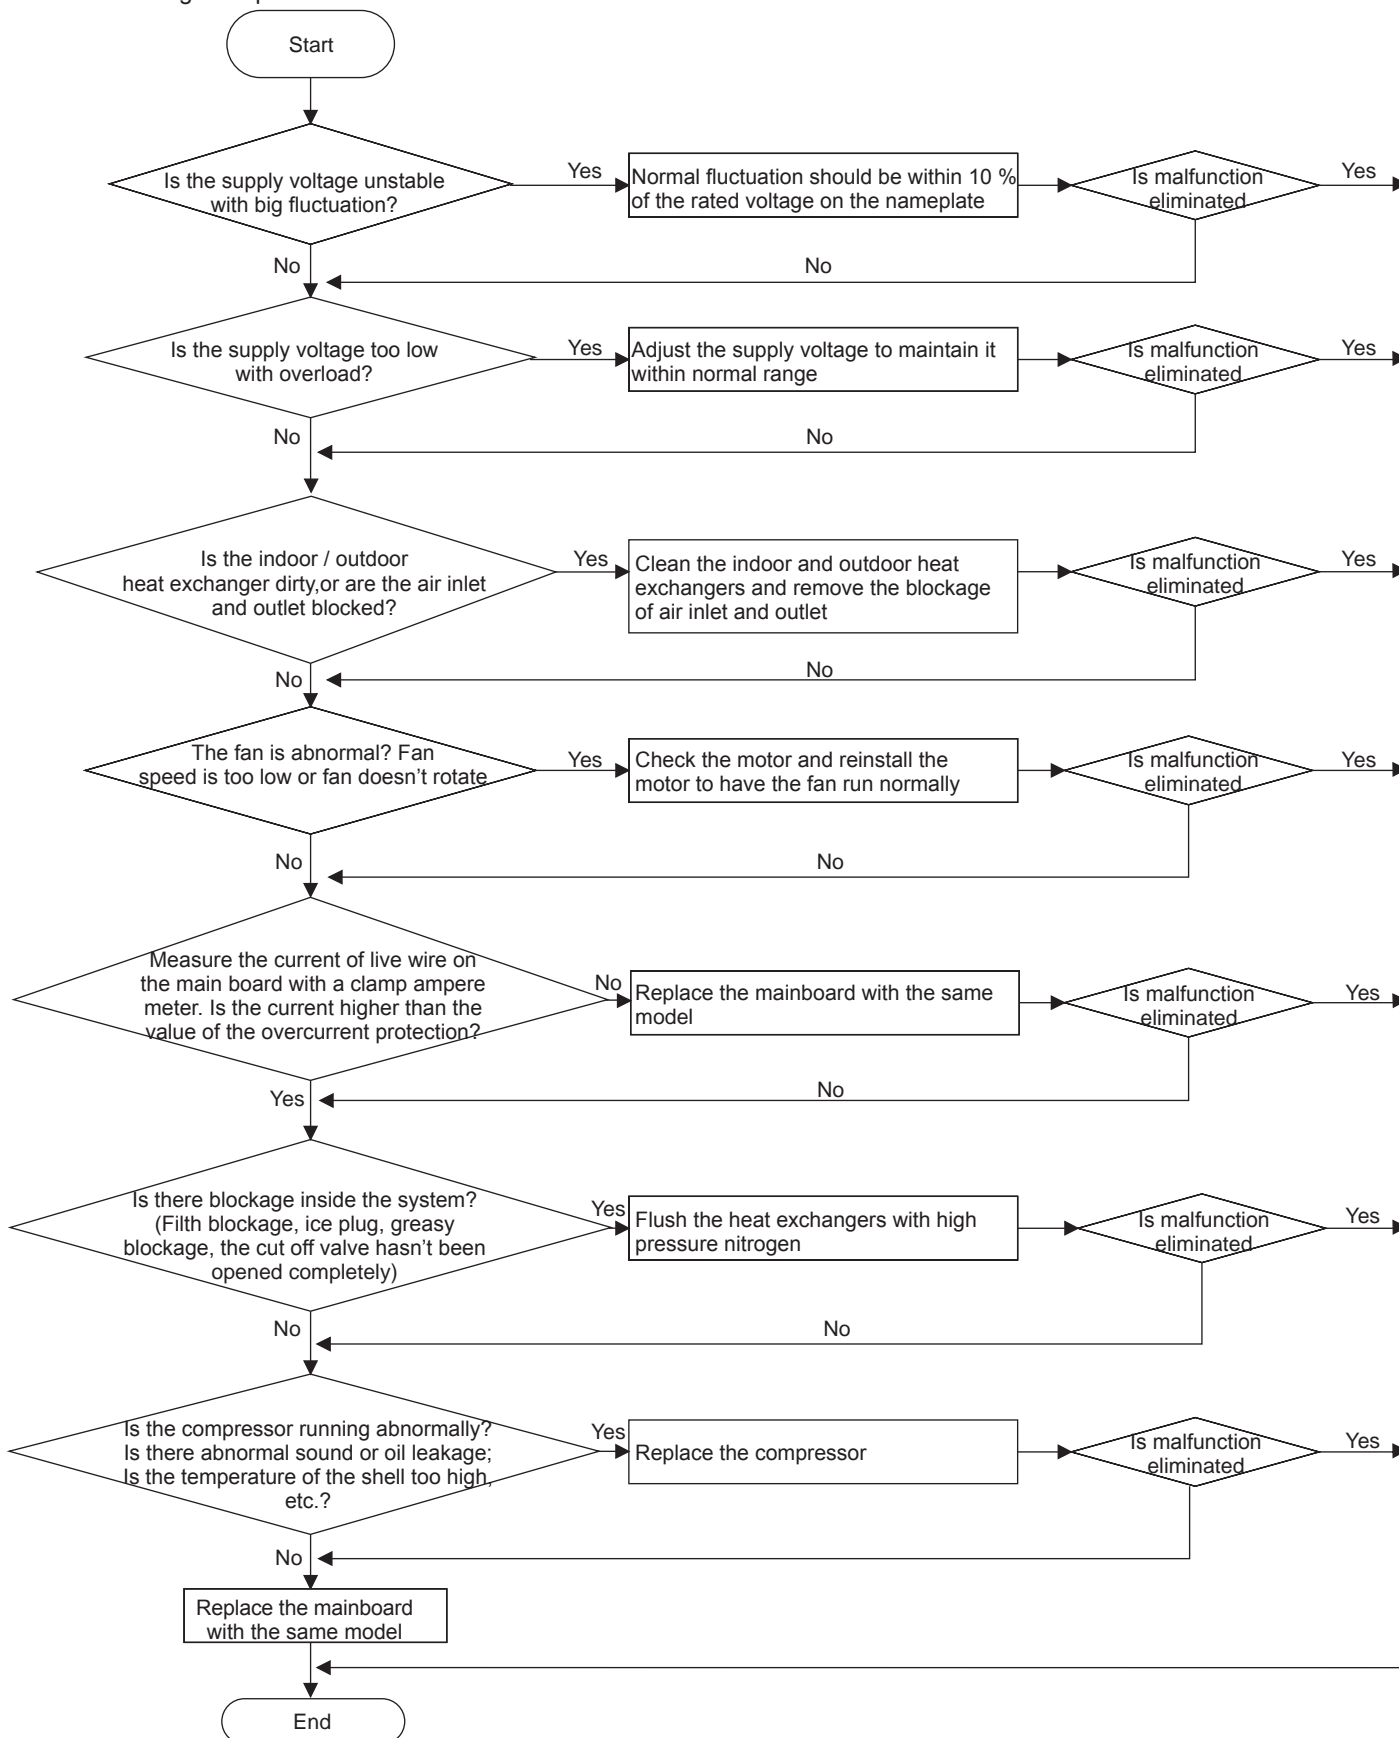 Start
Is the supply voltage unstable
with big fluctuation?
Yes
Normal fluctuation should be within 10 %
of the rated voltage on the nameplate
Is malfunction
eliminated
Yes
No
No
Is the supply voltage too low
with overload?
Yes
Adjust the supply voltage to maintain it
within normal range
Is malfunction
eliminated
Yes
No
No
Is the indoor / outdoor
heat exchanger dirty,or are the air inlet
and outlet blocked?
Yes
Clean the indoor and outdoor heat
exchangers and remove the blockage
of air inlet and outlet
Is malfunction
eliminated
Yes
No
No
The fan is abnormal? Fan
speed is too low or fan doesn't rotate
Yes
Check the motor and reinstall the
motor to have the fan run normally
Is malfunction
eliminated
Yes
No
No
Measure the current of live wire on
the main board with a clamp ampere
meter. Is the current higher than the
value of the overcurrent protection?
No
Replace the mainboard with the same
model
Is malfunction
eliminated
Yes
Yes
No
Is there blockage inside the system?
(Filth blockage, ice plug, greasy
blockage, the cut off valve hasn't been
opened completely)
Yes
Flush the heat exchangers with high
pressure nitrogen
Is malfunction
eliminated
Yes
No
No
Is the compressor running abnormally?
Is there abnormal sound or oil leakage;
Is the temperature of the shell too high,
etc.?
Yes
Replace the compressor
Is malfunction
eliminated
Yes
No
Replace the mainboard
with the same model
End